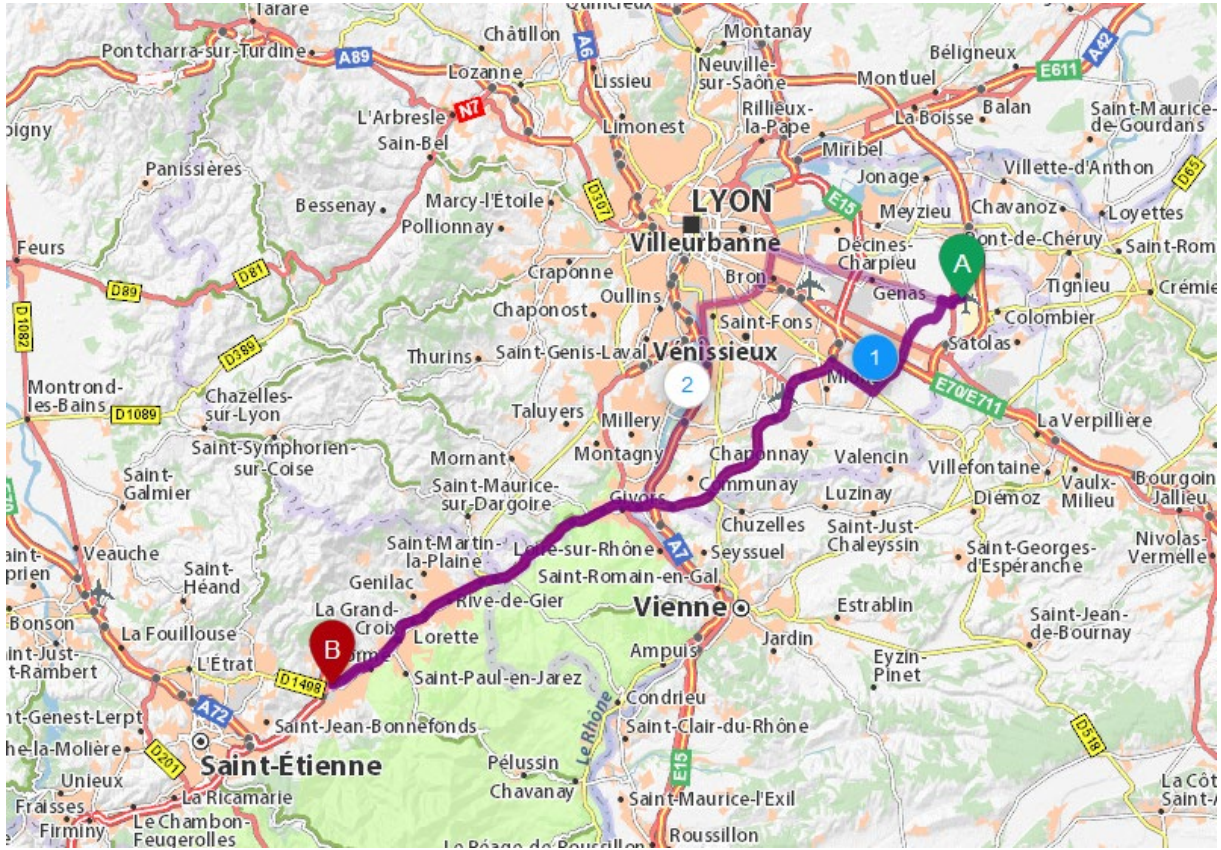 Tarare
Quincieux
Pontcharra-sur-Turdine
A89
Châtillon
A6
Montanay
Béligneux
A42
Lozanne
Lissieu
Neuville-
sur-Saône
Montluel
E611
Balan
N7
L'Arbresle
Limonest
Rillieux-
la-Pape
La Boisse
Saint-Maurice-
de-Gourdans
Sain-Bel
Miribel
Villette-d'Anthon
Panissières
D307
Jonage
D65
Bessenay
Marcy-l'Étoile
LYON
E15
Meyzieu
Chavanoz
Loyettes
Pollionnay
Villeurbanne
Décines-
Charpieu
Pont-de-Chéruy
Saint-Rom
Feurs
D81
Craponne
Bron
A
D89
Oullins
Genas
Tignieu
Crémie
D1082
Chaponost
Saint-Fons
Colombier
D389
Thurins
Saint-Genis-Laval
Vénissieux
1
Satolas
Montrond-
les-Bains
D1089
Chazelles-
sur-Lyon
2
E70/E711
Taluyers
Millery
La Verpillière
Saint-Symphorien-
sur-Coise
Mornant
Montagny
Chaponnay
Valencin
Villefontaine
Bourgoin
Jallieu
Saint-
Galmier
Saint-Maurice-
sur-Dargoire
Communay
Luzinay
Diémoz
Vaulx-
Milieu
Givors
Chuzelles
Saint-Just-
Chaleyssin
Nivolas-
Vermelle
Veauche
Saint-Martin-
la-Plaine
Loire-sur-Rhône
A7
Seyssuel
Saint-Georges-
d'Espéranche
Saint-
Héand
Genilac
Saint-Romain-en-Gal
Bonson
La Grand-
Croix
Rive-de-Gier
Vienne
Estrablin
Saint-Jean-
de-Bournay
La Fouillouse
B
Lorette
Jardin
L'Étrat
D1498
Saint-Paul-en-Jarez
Ampuis
Eyzin-
Pinet
A72
Saint-Jean-Bonnefonds
Condrieu
Saint-Clair-du-Rhône
D518
D201
Saint-Étienne
Le Rhône
Pélussin
E15
Unieux
Chavanay
La Ricamarie
Saint-Maurice-l'Exil
La Côt
Saint-A
Fraisses
Firminy
Le Chambon-
Feugerolles
Roussillon
Le Péage-de-Roussillon